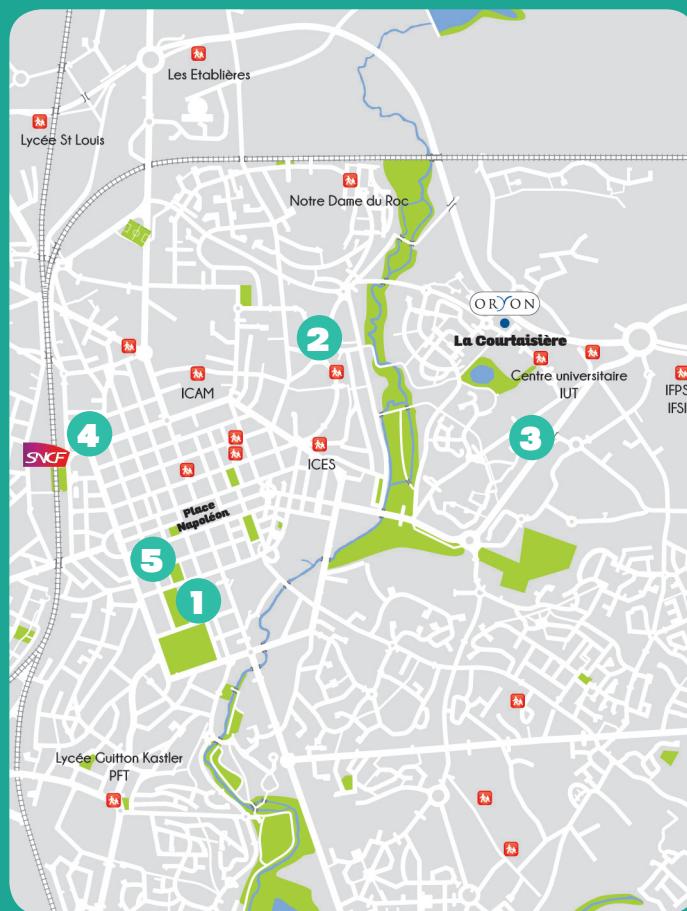 Les Etablières
Lycée St Louis
Notre Dame du Roc
ORYON
La Courtaisière
2
Centre universitaire
IUT
ICAM
IFPS
IFSI
4
SNCF
3
ICES
Place
Napoléon
5
1
Lycée Guitton Kastler
PFT